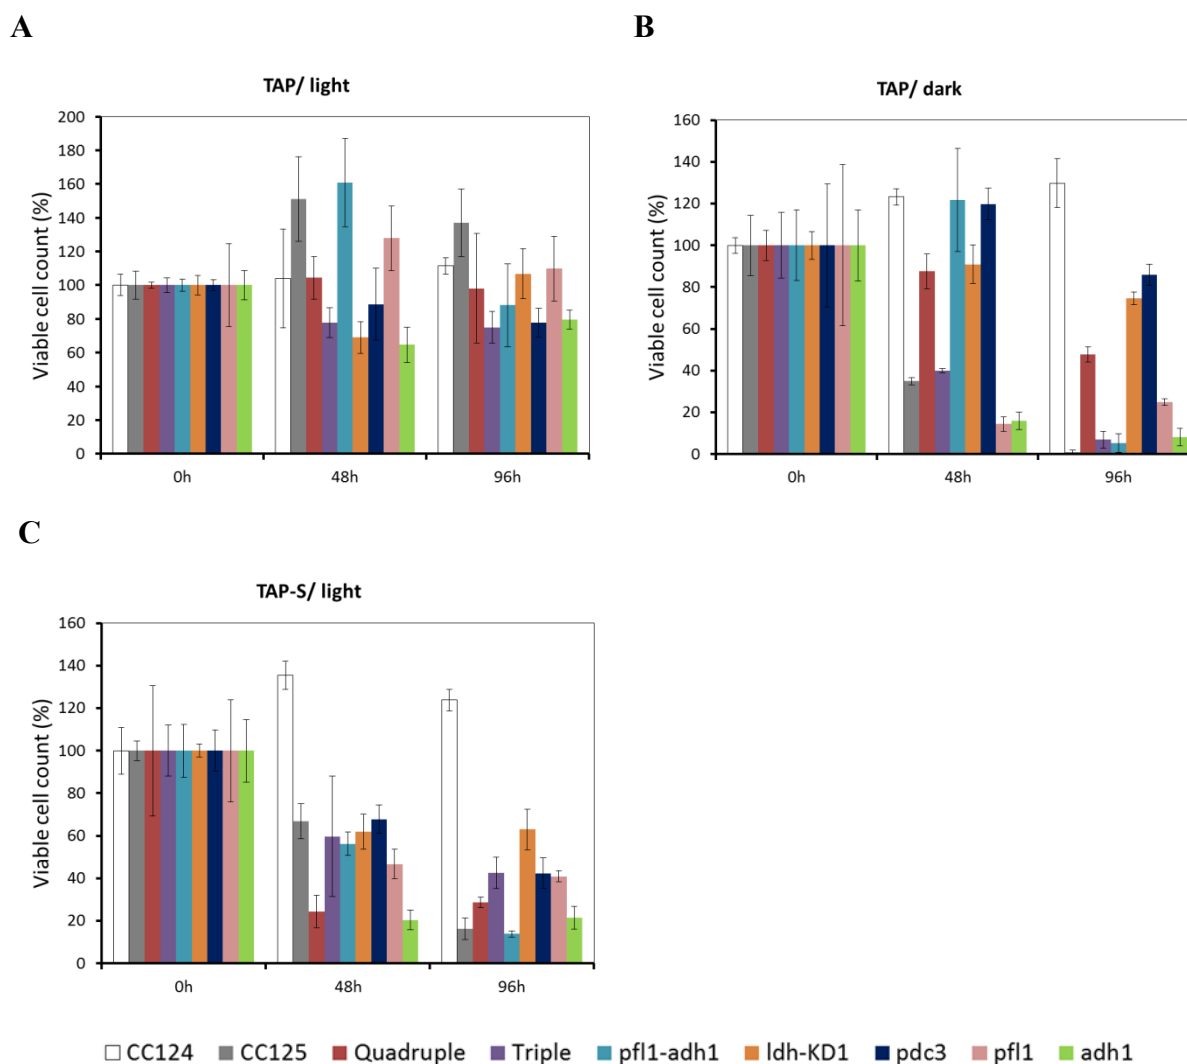 A
B
TAP/ light
Viable cell count (%)
200
180
160
140
120
100
80
60
40
20
0
0h 48h 96h
TAP/ dark
Viable cell count (%)
160
140
120
100
80
60
40
20
0
0h 48h 96h
C
TAP-S/ light
Viable cell count (%)
160
140
120
100
80
60
40
20
0
0h 48h 96h
CC124 CC125 Quadruple Triple pfl1-adh1 ldh-KD1 pdc3 pfl1 adh1